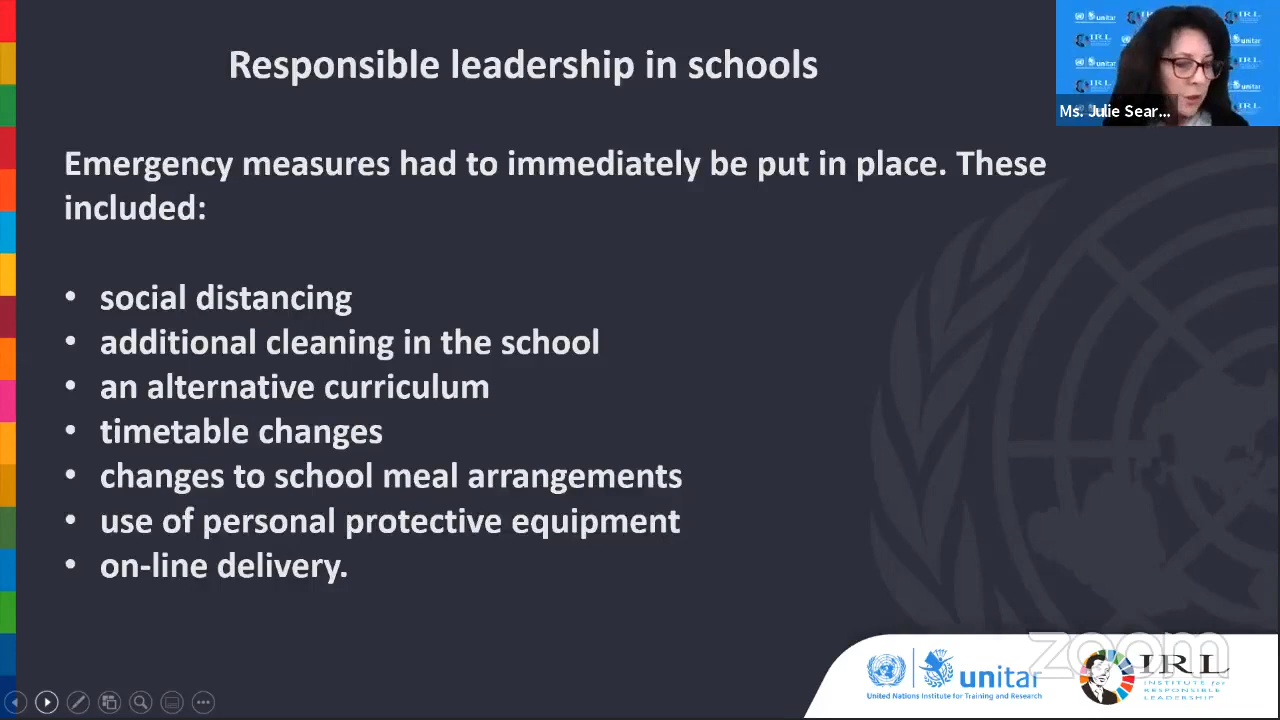 Responsible leadership in schools
Ms. Julie Sear...
Emergency measures had to immediately be put in place. These
included:
• social distancing
• additional cleaning in the school
• an alternative curriculum
• timetable changes
• changes to school meal arrangements
• use of personal protective equipment
• on-line delivery.
zoom
unitar
United Nations Institute for Training and Research
IRL
INSTITUTE for
RESPONSIBLE
LEADERSHIP